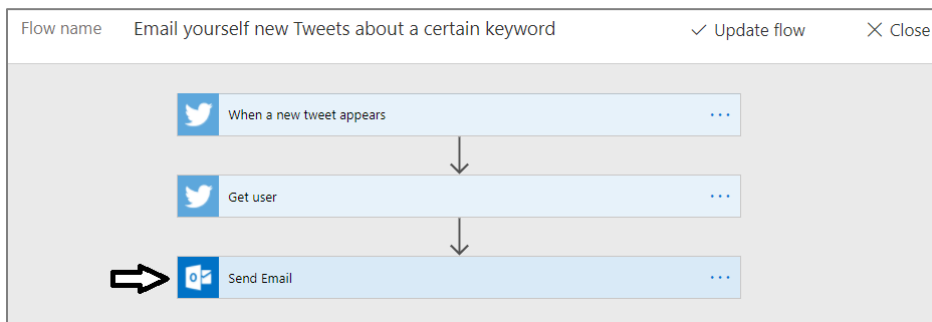 Flow name Email yourself new Tweets about a certain keyword Update flow Close
When a new tweet appears
Get user
Send Email